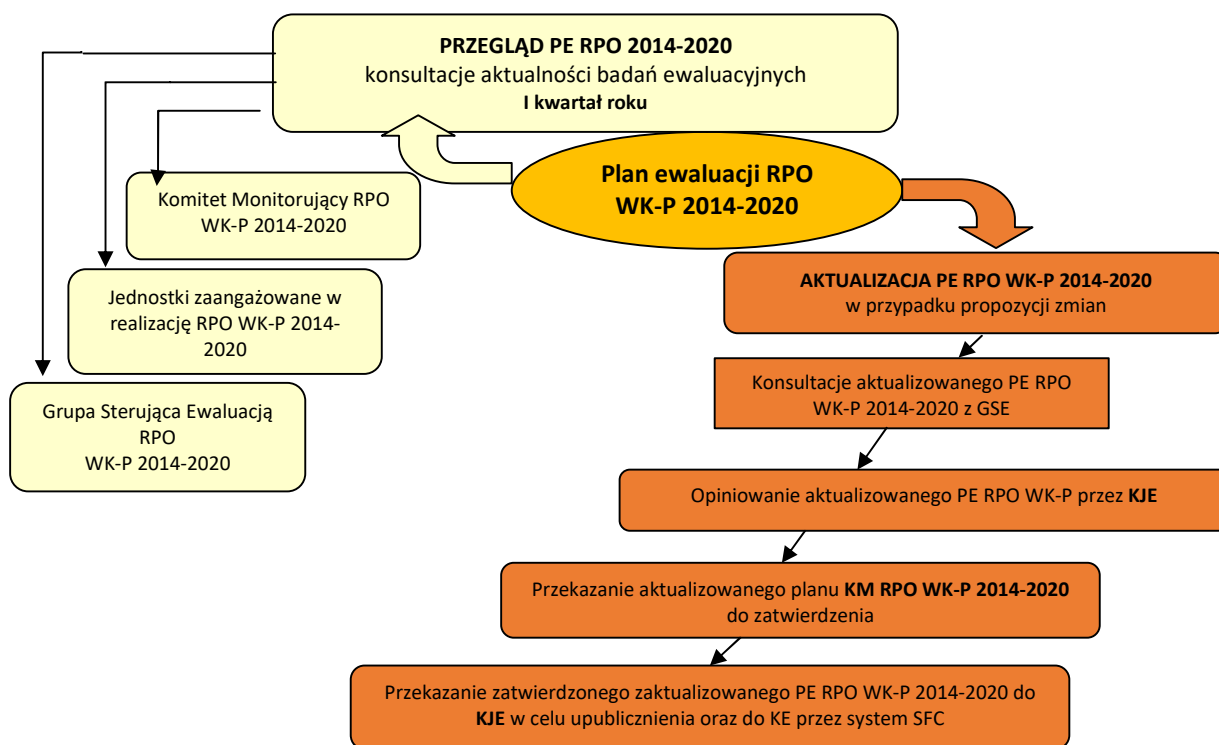 PRZEGLĄD PE RPO 2014-2020
konsultacje aktualności badań ewaluacyjnych
I kwartał roku
Plan ewaluacji RPO
WK-P 2014-2020
Komitet Monitorujący RPO
WK-P 2014-2020
Jednostki zaangażowane w
realizację RPO WK-P 2014-
2020
Grupa Sterująca Ewaluacją
RPO
WK-P 2014-2020
AKTUALIZACJA PE RPO WK-P 2014-2020
w przypadku propozycji zmian
Konsultacje aktualizowanego PE RPO
WK-P 2014-2020 z GSE
Opiniowanie aktualizowanego PE RPO WK-P przez KJE
Przekazanie aktualizowanego planu KM RPO WK-P 2014-2020
do zatwierdzenia
Przekazanie zatwierdzonego zaktualizowanego PE RPO WK-P 2014-2020 do
KJE w celu upublicznienia oraz do KE przez system SFC